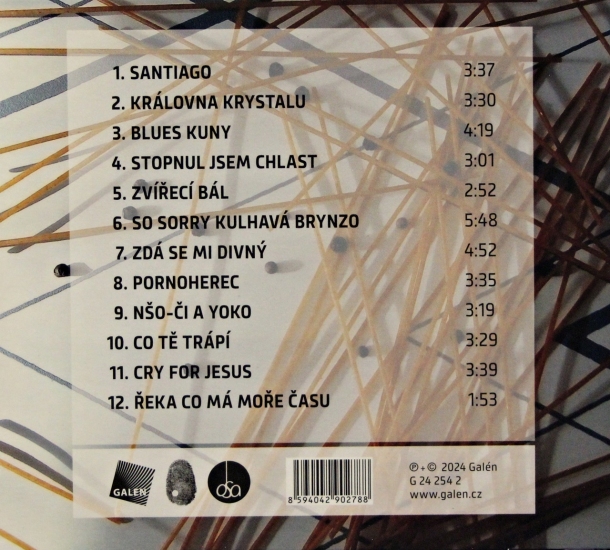 1. SANTIAGO 3:37
2. KRÁLOVNA KRYSTALU 3:30
3. BLUES KUNY 4:19
4. STOPNUL JSEM CHLAST 3:01
5. ZVÍŘECÍ BÁL 2:52
6. SO SORRY KULHAVÁ BRYNZO 5:48
7. ZDÁ SE MI DIVNÝ 4:52
8. PORNOHEREC 3:35
9. NŠO-ČI A YOKO 3:19
10. CO TĚ TRÁPÍ 3:29
11. CRY FOR JESUS 3:39
12. ŘEKA CO MÁ MOŘE ČASU 1:53
GALÉN
OSA
8 594042 902788
℗+© 2024 Galén
G 24 254 2
www.galen.cz